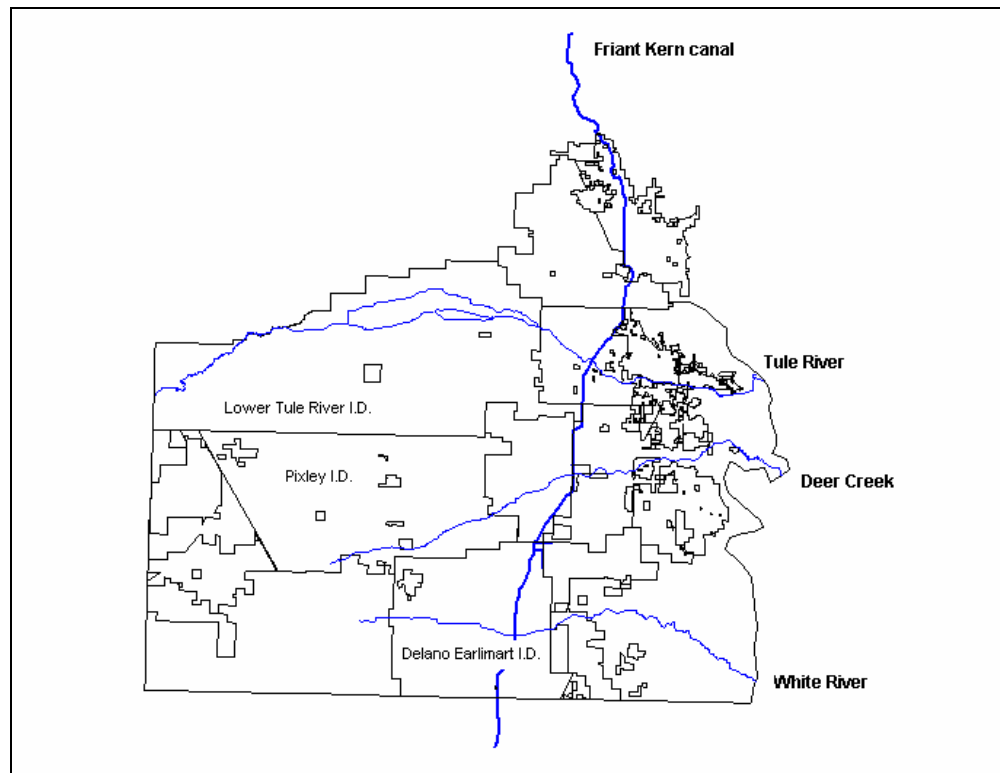 Friant Kern canal
Tule River
Lower Tule River I.D.
Pixley I.D.
Deer Creek
Delano Earlimart I.D.
White River